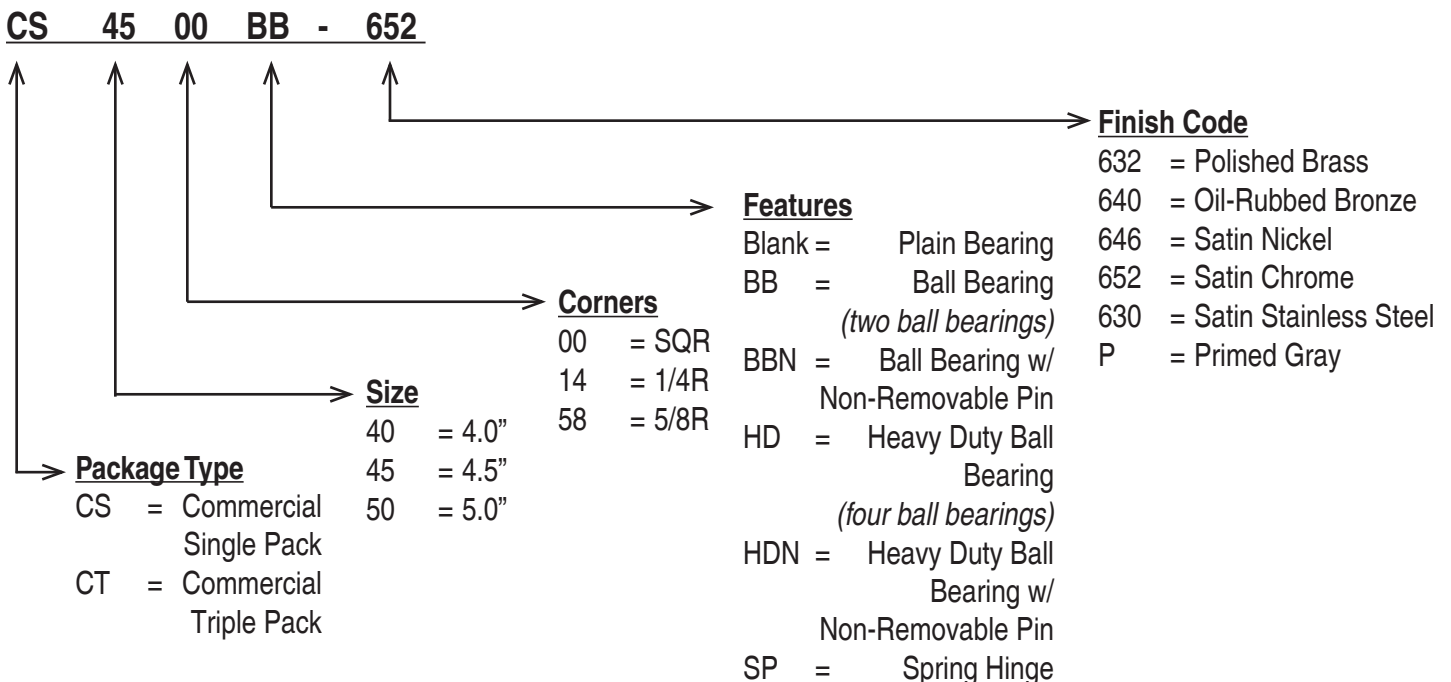 CS 45 00 BB - 652
Finish Code
632 = Polished Brass
640 = Oil-Rubbed Bronze
646 = Satin Nickel
652 = Satin Chrome
630 = Satin Stainless Steel
P = Primed Gray
Features
Blank = Plain Bearing
BB = Ball Bearing
(two ball bearings)
BBN = Ball Bearing w/
Non-Removable Pin
HD = Heavy Duty Ball
Bearing
(four ball bearings)
HDN = Heavy Duty Ball
Bearing w/
Non-Removable Pin
SP = Spring Hinge
Corners
00 = SQR
14 = 1/4R
58 = 5/8R
Size
40 = 4.0”
45 = 4.5”
50 = 5.0”
Package Type
CS = Commercial
Single Pack
CT = Commercial
Triple Pack